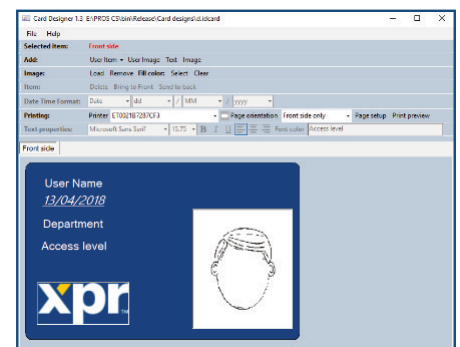 Card Designer 1.3 E:\PROS CS\bin\Release\Card designs\d.idcard
File Help
Selected item: Front side
Add: User Item User Image Text Image
Image: Load Remove Fill color: Select Clear
Item: Delete Bring to Front Send to back
Date Time Format: Date dd / MM / yyyy
Printing: Printer ET0021B7287CF3 Page orientation Front side only Page setup Print preview
Text properties: Microsoft Sans Serif 15.75 B I U Font color Access level
Front side
User Name
13/04/2018
Department
Access level
xpr